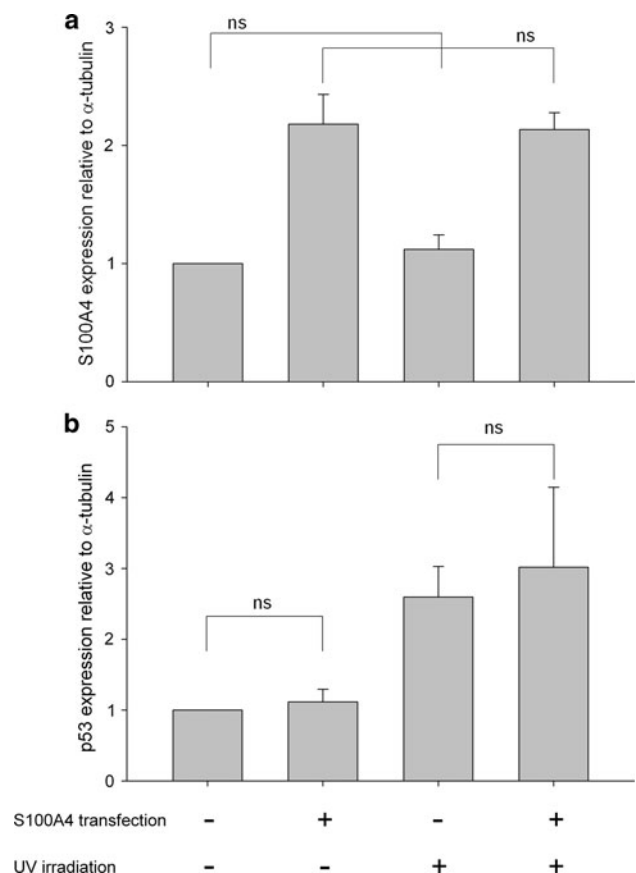 a
S100A4 expression relative to α-tubulin
3
2
1
0
ns
ns
b
p53 expression relative to α-tubulin
5
4
3
2
1
0
ns
ns
S100A4 transfection - + - +
UV irradiation - - + +